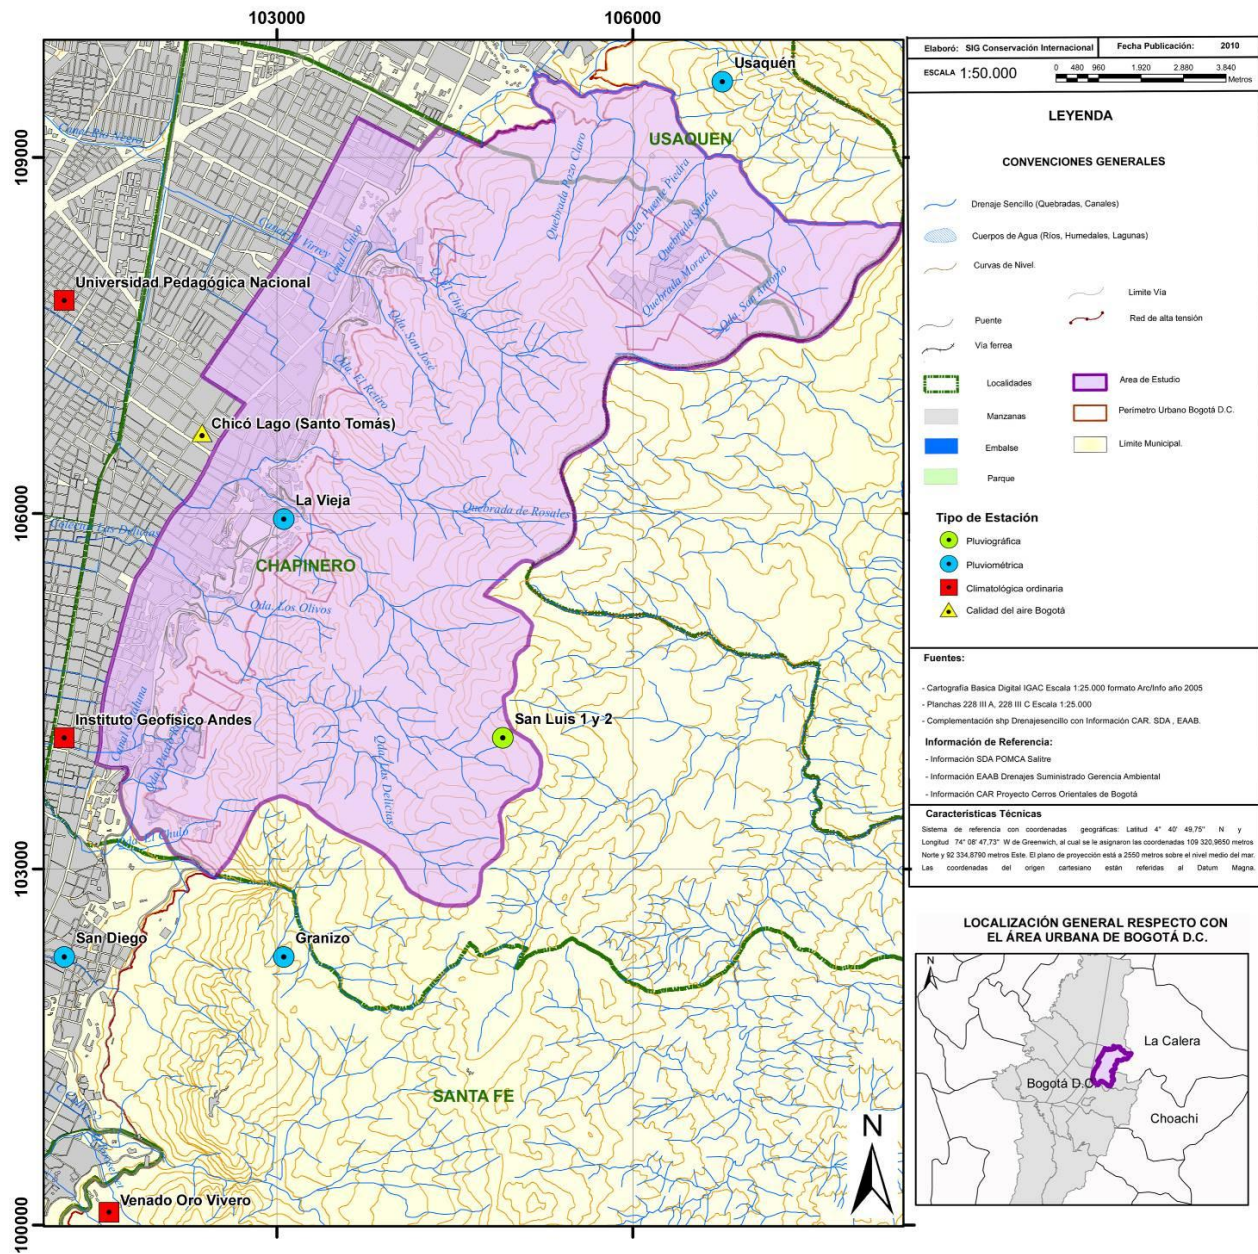 103000
106000
109000
106000
103000
100000
Usaquén
USAQUEN
Canal Rio Negro
Quebrada Pozo Claro
Qda. Puente Piedra
Quebrada Sureña
Quebrada Moraci
Qda. San Antonio
Canal Virrey
Canal Chico
Q. El Chicó
Universidad Pedagógica Nacional
Qda. San José
Qda. El Retiro
Chicó Lago (Santo Tomás)
La Vieja
Quebrada de Rosales
Las Delicias
CHAPINERO
Qda. Los Olivos
Instituto Geofísico Andes
San Luis 1 y 2
Qda. Las Delicias
Qda. El Chulo
San Diego
Granizo
SANTA FE
Venado Oro Vivero
N
Elaboró: SIG Conservación Internacional
Fecha Publicación: 2010
ESCALA 1:50.000
0 480 960 1.920 2.880 3.840
Metros
LEYENDA
CONVENCIONES GENERALES
Drenaje Sencillo (Quebradas, Canales)
Cuerpos de Agua (Ríos, Humedales, Lagunas)
Curvas de Nivel.
Limite Vía
Puente
Red de alta tensión
Via ferrea
Localidades
Area de Estudio
Manzanas
Perímetro Urbano Bogotá D.C.
Embalse
Límite Municipal.
Parque
Tipo de Estación
Pluviográfica
Pluviométrica
Climatológica ordinaria
Calidad del aire Bogotá
Fuentes:
- Cartografía Basica Digital IGAC Escala 1:25.000 formato Arc/Info año 2005
- Planchas 228 III A, 228 III C Escala 1:25.000
- Complementación shp Drenajesencillo con Información CAR. SDA , EAAB.
Información de Referencia:
- Información SDA POMCA Salitre
- Información EAAB Drenajes Suministrado Gerencia Ambiental
- Información CAR Proyecto Cerros Orientales de Bogotá
Características Técnicas
Sistema de referencia con coordenadas geográficas: Latitud 4° 40' 49,75" N y
Longitud 74° 08' 47,73" W de Greenwich, al cual se le asignaron las coordenadas 109 320,9650 metros
Norte y 92 334,8790 metros Este. El plano de proyección está a 2550 metros sobre el nivel medio del mar.
Las coordenadas del origen cartesiano están referidas al Datum Magna.
LOCALIZACIÓN GENERAL RESPECTO CON
EL ÁREA URBANA DE BOGOTÁ D.C.
N
La Calera
Bogotá D.C
Choachi